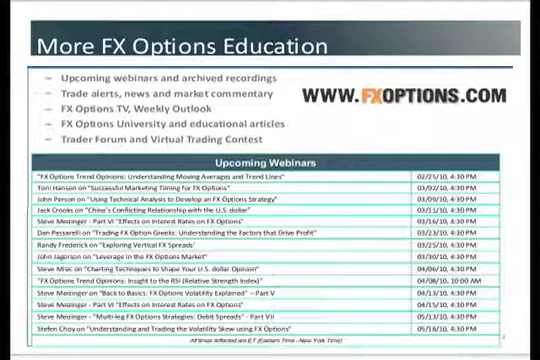 More FX Options Education
– Upcoming webinars and archived recordings
– Trade alerts, news and market commentary
– FX Options TV, Weekly Outlook
– FX Options University and educational articles
– Trader Forum and Virtual Trading Contest
WWW.FXOPTIONS.COM
Upcoming Webinars
"FX Options Trend Opinions: Understanding Moving Averages and Trend Lines" 02/25/10, 4:30 PM
Toni Hansen on "Successful Marketing Timing for FX Options" 03/02/10, 4:30 PM
John Person on "Using Technical Analysis to Develop an FX Options Strategy" 03/09/10, 4:30 PM
Jack Crooks on "China's Conflicting Relationship with the U.S. dollar" 03/11/10, 4:30 PM
Steve Meizinger - Part VI "Effects on Interest Rates on FX Options" 03/16/10, 4:30 PM
Dan Passarelli on "Trading FX Option Greeks: Understanding the Factors that Drive Profit" 03/23/10, 4:30 PM
Randy Frederick on "Exploring Vertical FX Spreads' 03/25/10, 4:30 PM
John Jagerson on "Leverage in the FX Options Market" 03/30/10, 4:30 PM
Steve Misic on "Charting Techniques to Shape Your U.S. dollar Opinion" 04/06/10, 4:30 PM
"FX Options Trend Opinions: Insight to the RSI (Relative Strength Index)" 04/08/10, 10:00 AM
Steve Meizinger on "Back to Basics: FX Options Volatility Explained" – Part V 04/13/10, 4:30 PM
Steve Meizinger - Part VI "Effects on Interest Rates on FX Options" 04/15/10, 4:30 PM
Steve Meizinger - "Multi-leg FX Options Strategies: Debit Spreads" - Part VII 05/13/10, 4:30 PM
Stefen Choy on "Understanding and Trading the Volatility Skew using FX Options" 05/18/10, 4:30 PM
All times reflected are ET (Eastern Time - New York Time)